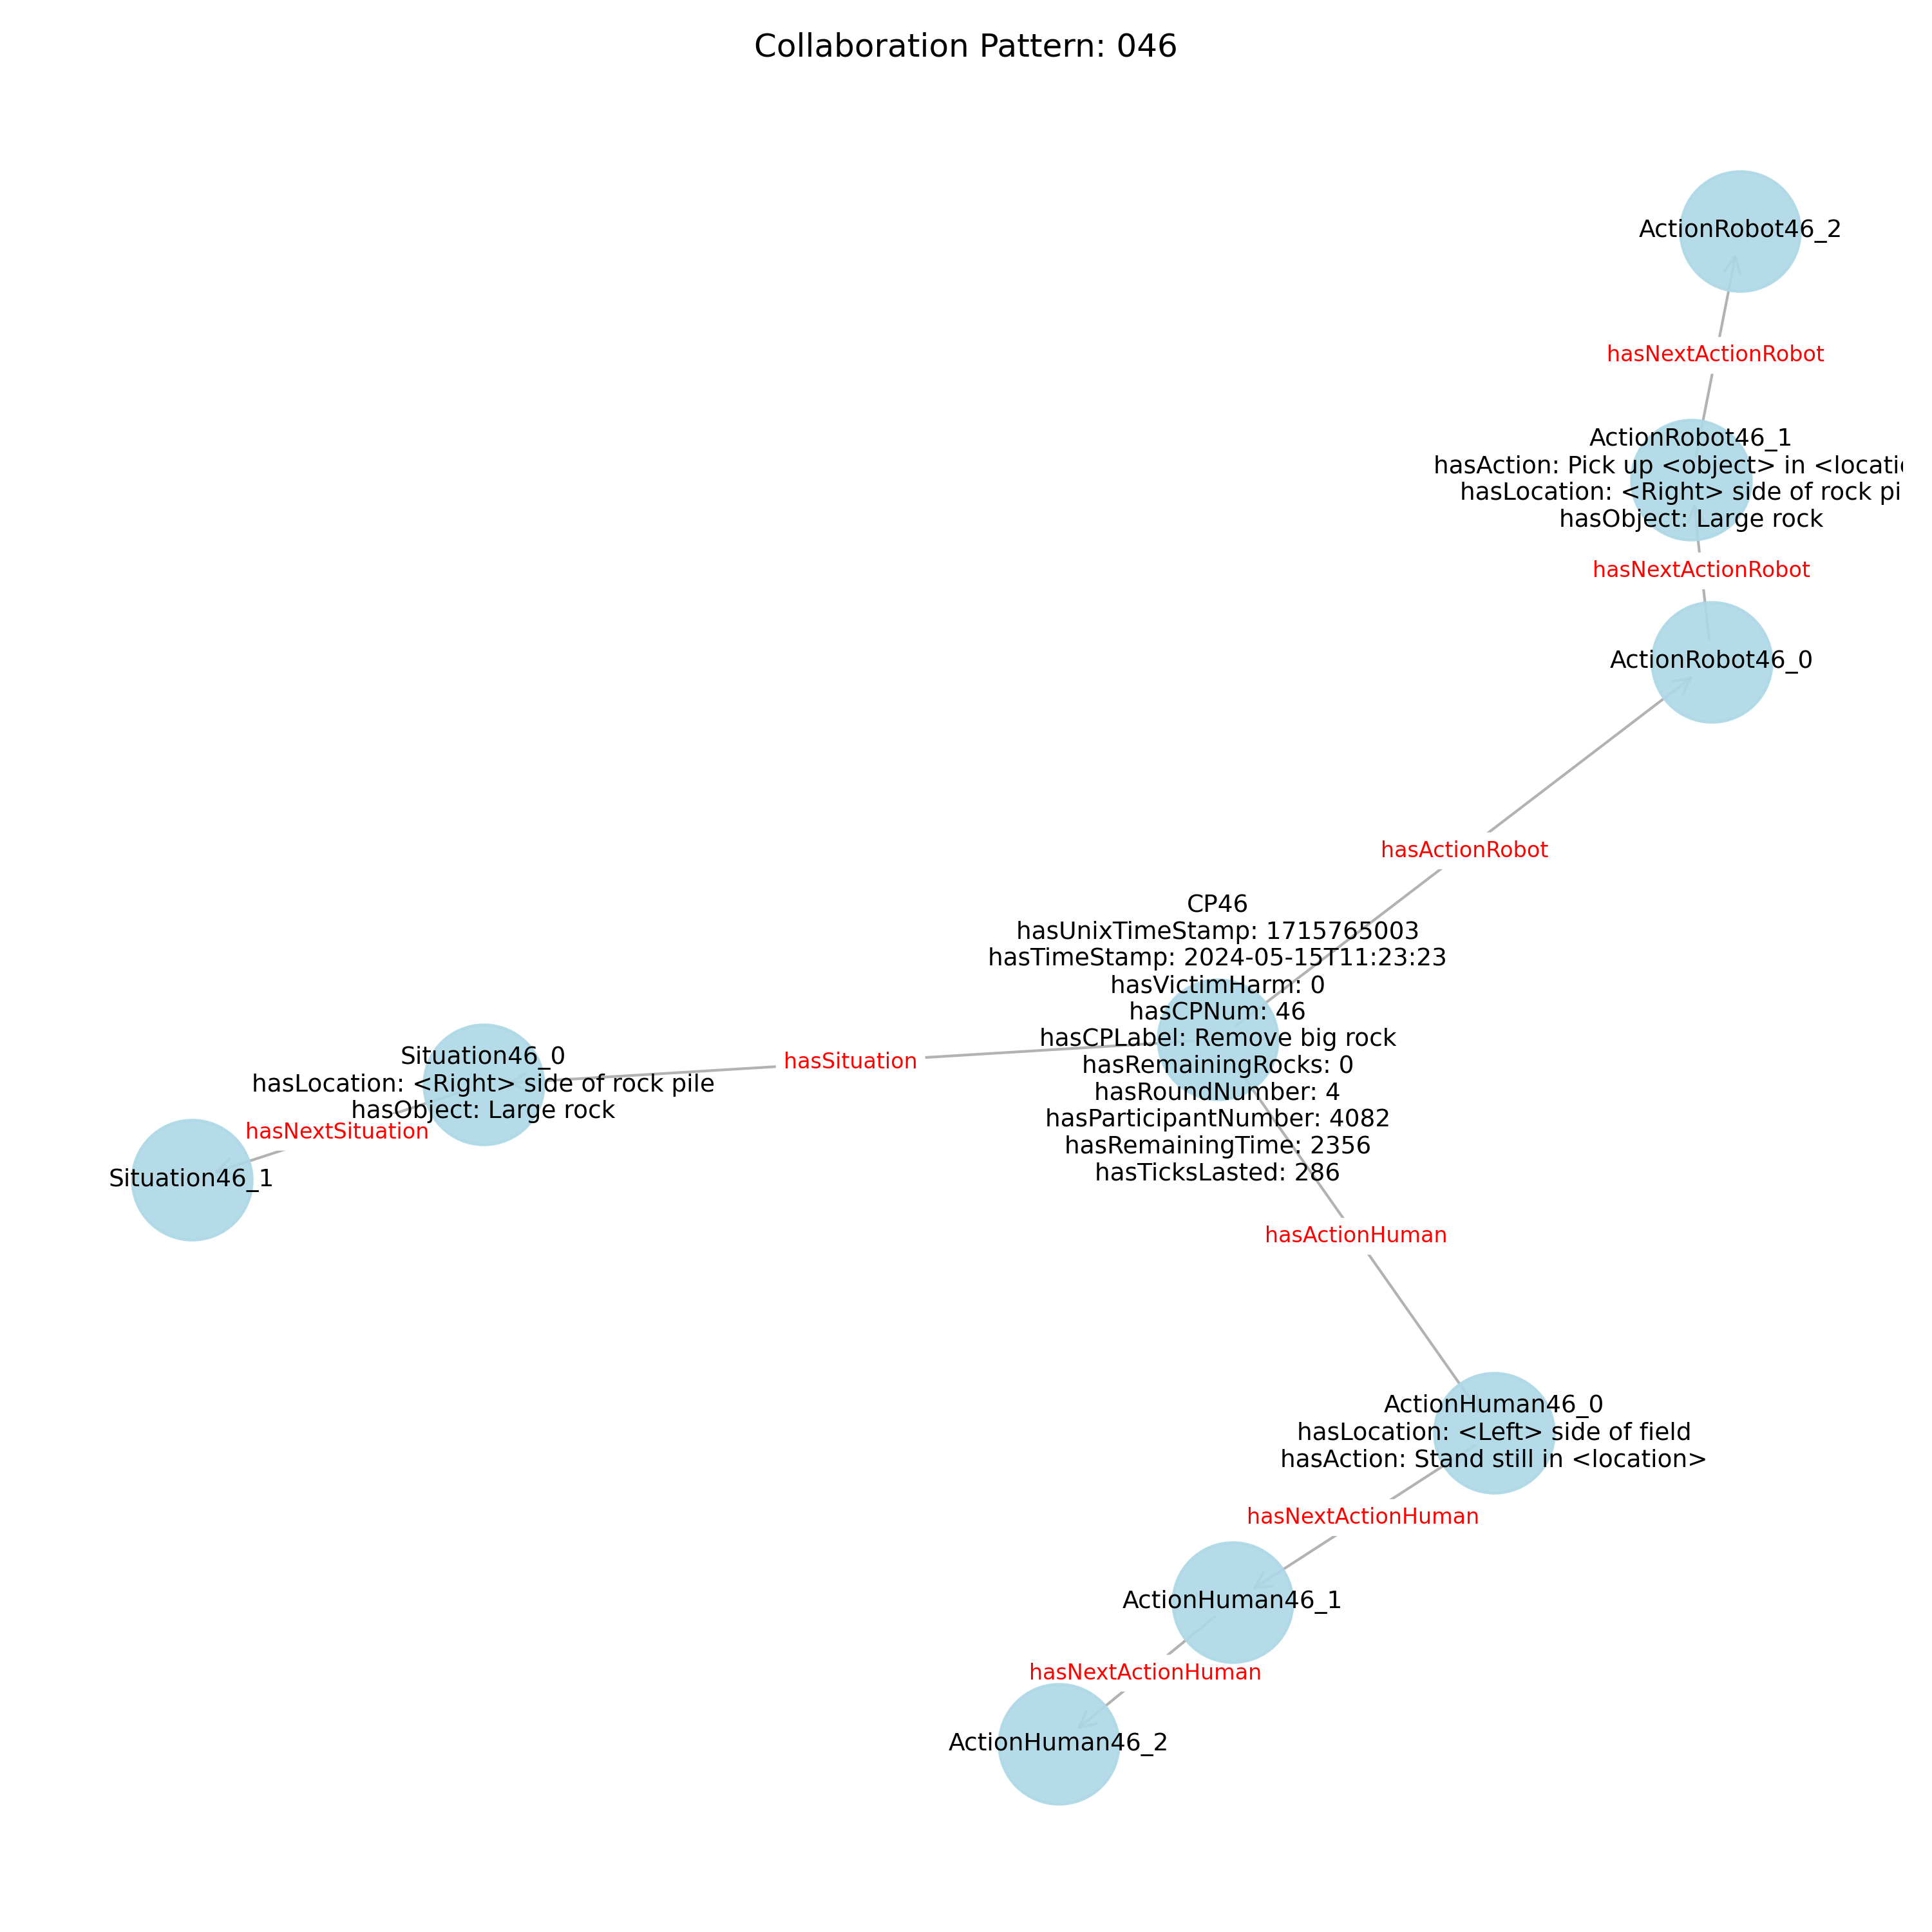 Collaboration Pattern: 046
ActionRobot46_2
hasNextActionRobot
ActionRobot46_1
hasAction: Pick up <object> in <locati
hasLocation: <Right> side of rock pi
hasObject: Large rock
hasNextActionRobot
ActionRobot46_0
hasActionRobot
CP46
hasUnixTimeStamp: 1715765003
hasTimeStamp: 2024-05-15T11:23:23
hasVictimHarm: 0
hasCPNum: 46
hasCPLabel: Remove big rock
hasRemainingRocks: 0
hasRoundNumber: 4
hasParticipantNumber: 4082
hasRemainingTime: 2356
hasTicksLasted: 286
hasSituation
Situation46_0
hasLocation: <Right> side of rock pile
hasObject: Large rock
hasNextSituation
Situation46_1
hasActionHuman
ActionHuman46_0
hasLocation: <Left> side of field
hasAction: Stand still in <location>
hasNextActionHuman
ActionHuman46_1
hasNextActionHuman
ActionHuman46_2